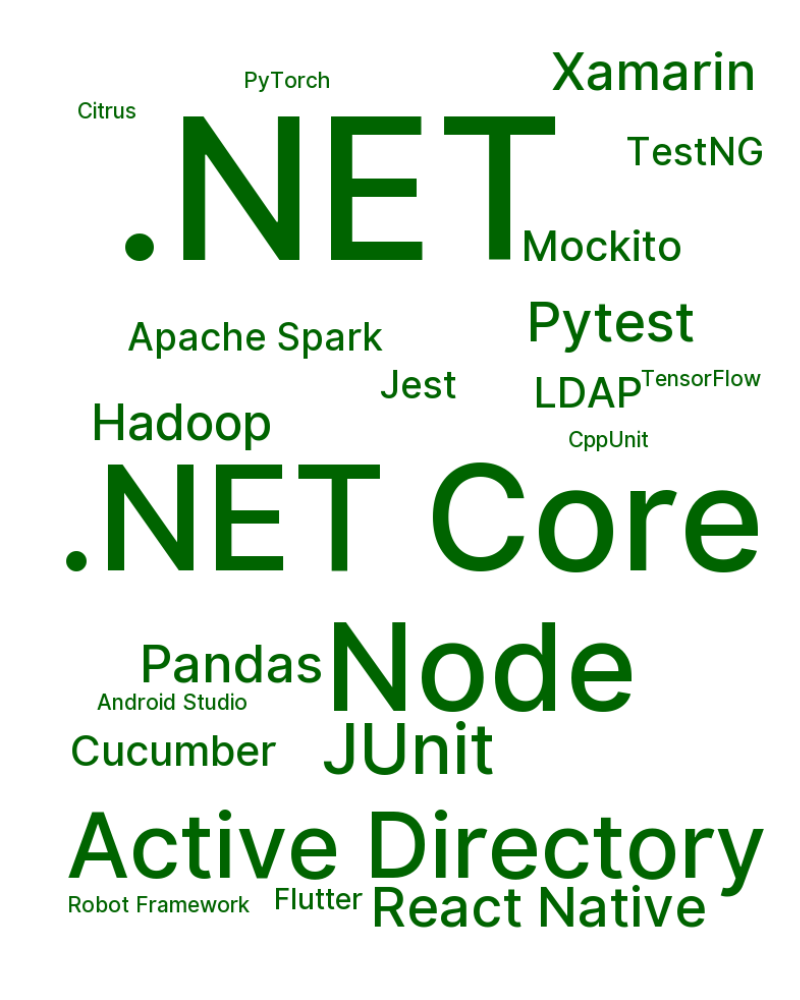 Xamarin
PyTorch
Citrus
.NET
TestNG
Mockito
Pytest
Apache Spark
Jest
LDAP
TensorFlow
Hadoop
CppUnit
.NET Core
Node
Pandas
Android Studio
Cucumber
JUnit
Active Directory
Robot Framework
Flutter
React Native